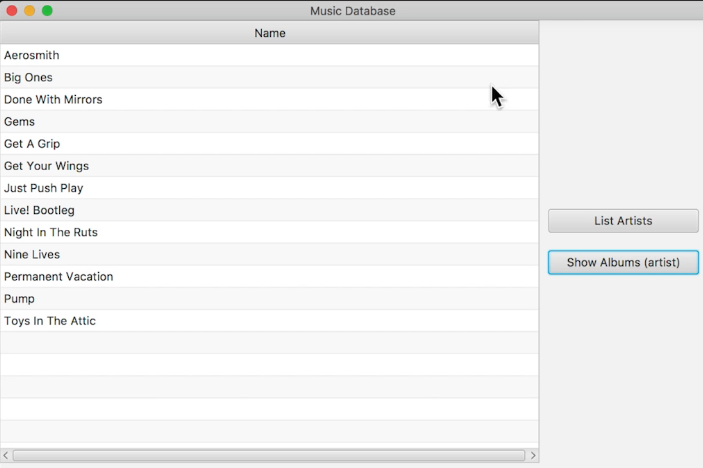 Music Database
Name
Aerosmith
Big Ones
Done With Mirrors
Gems
Get A Grip
Get Your Wings
Just Push Play
Live! Bootleg
Night In The Ruts
Nine Lives
Permanent Vacation
Pump
Toys In The Attic
List Artists
Show Albums (artist)